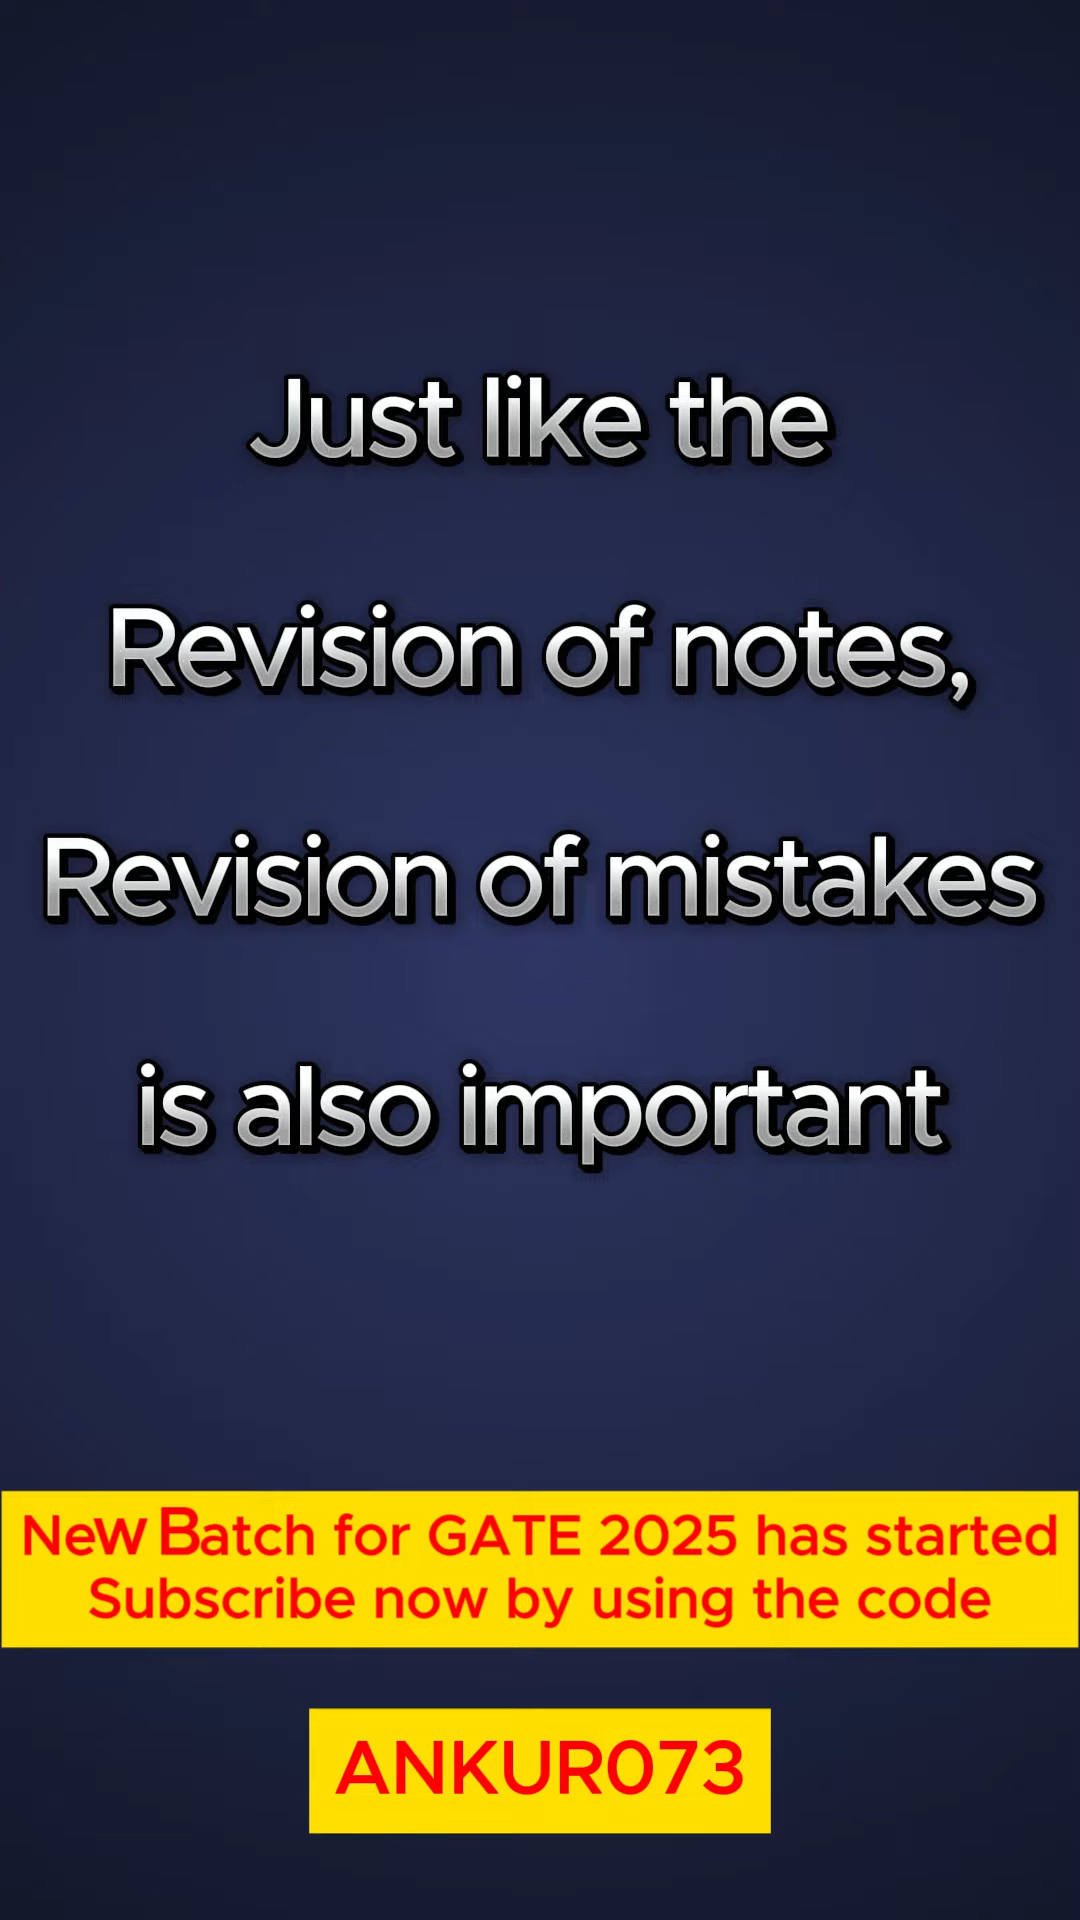 Just like the
Revision of notes,
Revision of mistakes
is also important
New Batch for GATE 2025 has started
Subscribe now by using the code
ANKUR073